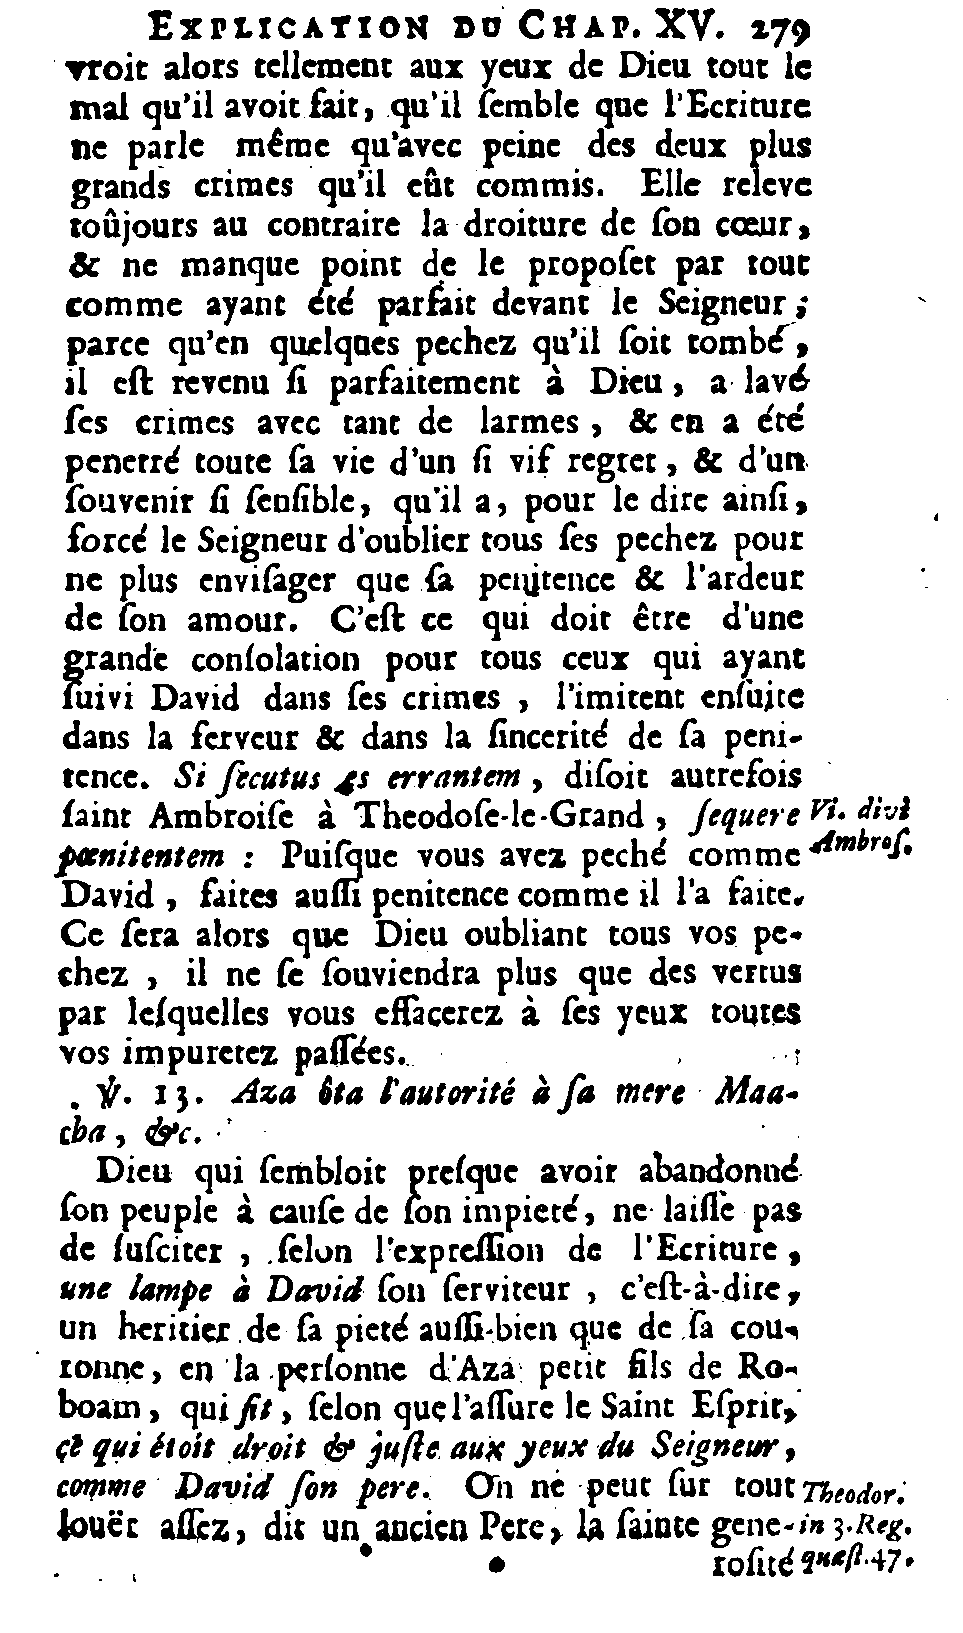 EXPLICATION DU CHAP. XV. 279
vroit alors tellement aux yeux de Dieu tout le
mal qu'il avoit fait, qu'il ſemble que l'Ecriture
ne parle même qu'avec peine des deux plus
grands crimes qu'il eût commis. Elle releve
toûjours au contraire la droiture de ſon cœur,
& ne manque point de le propoſer par tout
comme ayant été parfait devant le Seigneur;
parce qu'en quelques pechez qu'il ſoit tombé,
il eſt revenu ſi parfaitement à Dieu, a lavé
ſes crimes avec tant de larmes, & en a été
penetré toute ſa vie d'un ſi vif regret, & d'un
ſouvenir ſi ſenſible, qu'il a, pour le dire ainſi,
forcé le Seigneur d'oublier tous ſes pechez pour
ne plus enviſager que ſa penitence & l'ardeur
de ſon amour. C'eſt ce qui doit être d'une
grande conſolation pour tous ceux qui ayant
ſuivi David dans ſes crimes, l'imitent enſuite
dans la ferveur & dans la ſincerité de ſa peni-
tence. Si ſecutus es errantem, diſoit autrefois
ſaint Ambroiſe à Theodoſe-le-Grand, ſequere Vi. divi
pœnitentem : Puiſque vous avez peché comme Ambroſ.
David, faites auſſi penitence comme il l'a faite.
Ce ſera alors que Dieu oubliant tous vos pe-
chez, il ne ſe ſouviendra plus que des vertus
par leſquelles vous effacerez à ſes yeux toutes
vos impuretez paſſées.
℣. 13. Aza ôta l'autorité à ſa mere Maa-
cha, &c.
Dieu qui ſembloit preſque avoir abandonné
ſon peuple à cauſe de ſon impieté, ne laiſſe pas
de ſuſciter, ſelon l'expreſſion de l'Ecriture,
une lampe à David ſon ſerviteur, c'eſt-à-dire,
un heritier de ſa pieté auſſi-bien que de ſa cou-
ronne, en la perſonne d'Aza petit fils de Ro-
boam, qui fit, ſelon que l'aſſure le Saint Eſprit,
ce qui étoit droit & juſte aux yeux du Seigneur,
comme David ſon pere. On ne peut ſur tout Theodor.
louër aſſez, dit un ancien Pere, la ſainte gene- in 3. Reg.
roſité quæſt. 47.